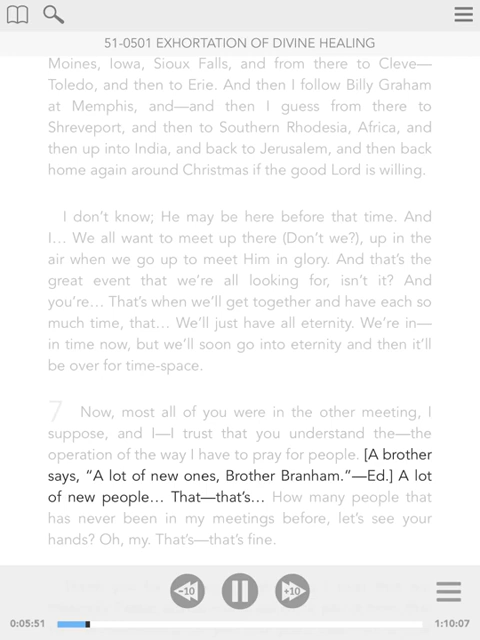 51-0501 EXHORTATION OF DIVINE HEALING
Moines, Iowa, Sioux Falls, and from there to Cleve—
Toledo, and then to Erie. And then I follow Billy Graham
at Memphis, and—and then I guess from there to
Shreveport, and then to Southern Rhodesia, Africa, and
then up into India, and back to Jerusalem, and then back
home again around Christmas if the good Lord is willing.
I don't know; He may be here before that time. And
I… We all want to meet up there (Don't we?), up in the
air when we go up to meet Him in glory. And that's the
great event that we're all looking for, isn't it? And
you're… That's when we'll get together and have each so
much time, that… We'll just have all eternity. We're in—
in time now, but we'll soon go into eternity and then it'll
be over for time-space.
7 Now, most all of you were in the other meeting, I
suppose, and I—I trust that you understand the—the
operation of the way I have to pray for people. [A brother
says, “A lot of new ones, Brother Branham.”—Ed.] A lot
of new people… That—that's… How many people that
has never been in my meetings before, let's see your
hands? Oh, my. That's—that's fine.
-10
+10
0:05:51
1:10:07